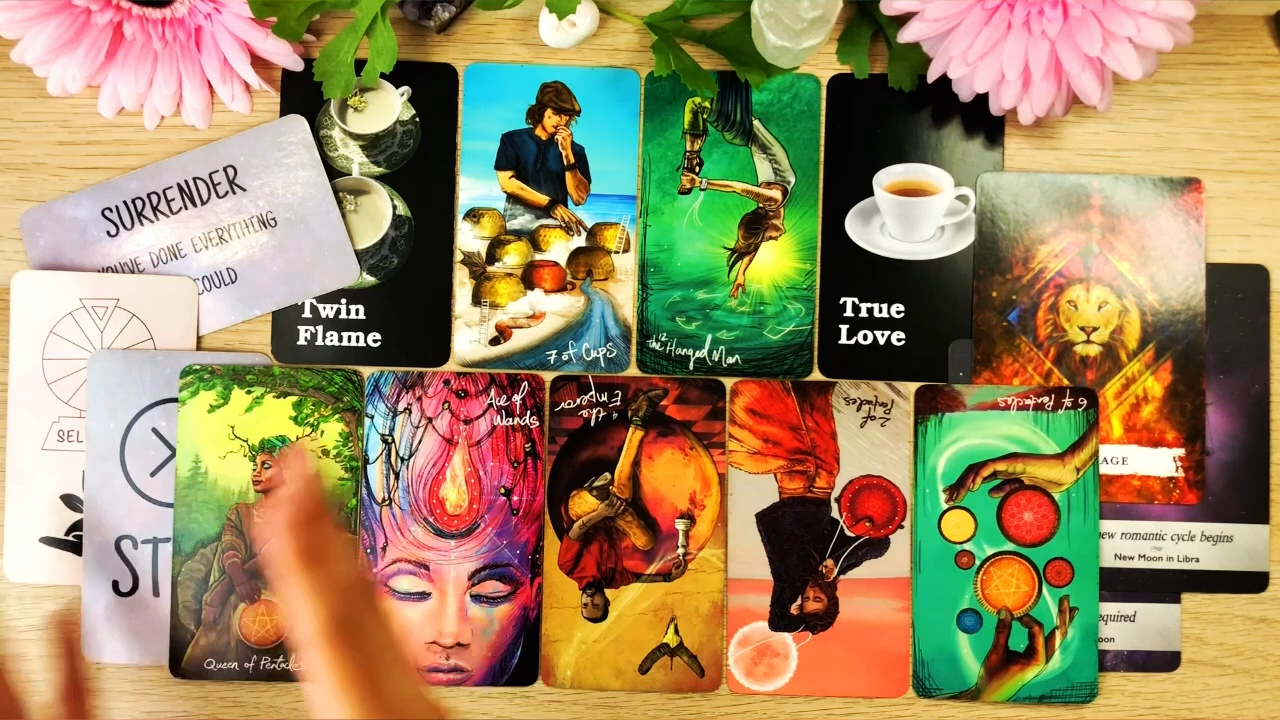 SURRENDER
YOU'VE DONE EVERYTHING
COULD
Twin
Flame
7 of Cups
12
the Hanged Man
True
Love
SEL
ST
AGE
Queen of Pentacle
Ace of
Wands
4
the
Emperor
2 of
Pentacles
6 of Pentacles
new romantic cycle begins
New Moon in Libra
equired
oon